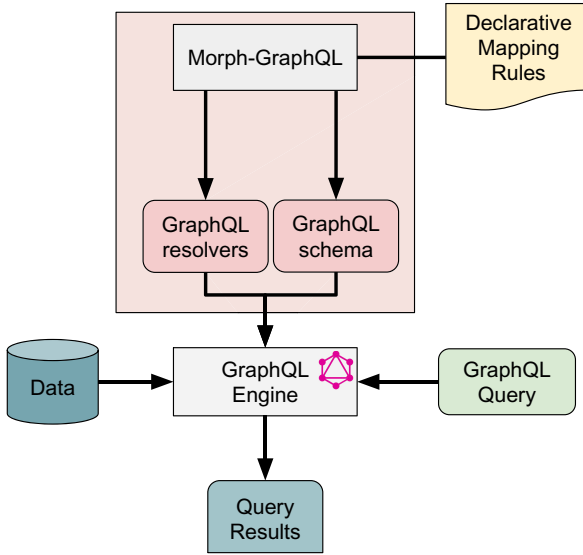 Morph-GraphQL
Declarative
Mapping
Rules
GraphQL
resolvers
GraphQL
schema
Data
GraphQL
Engine
GraphQL
Query
Query
Results